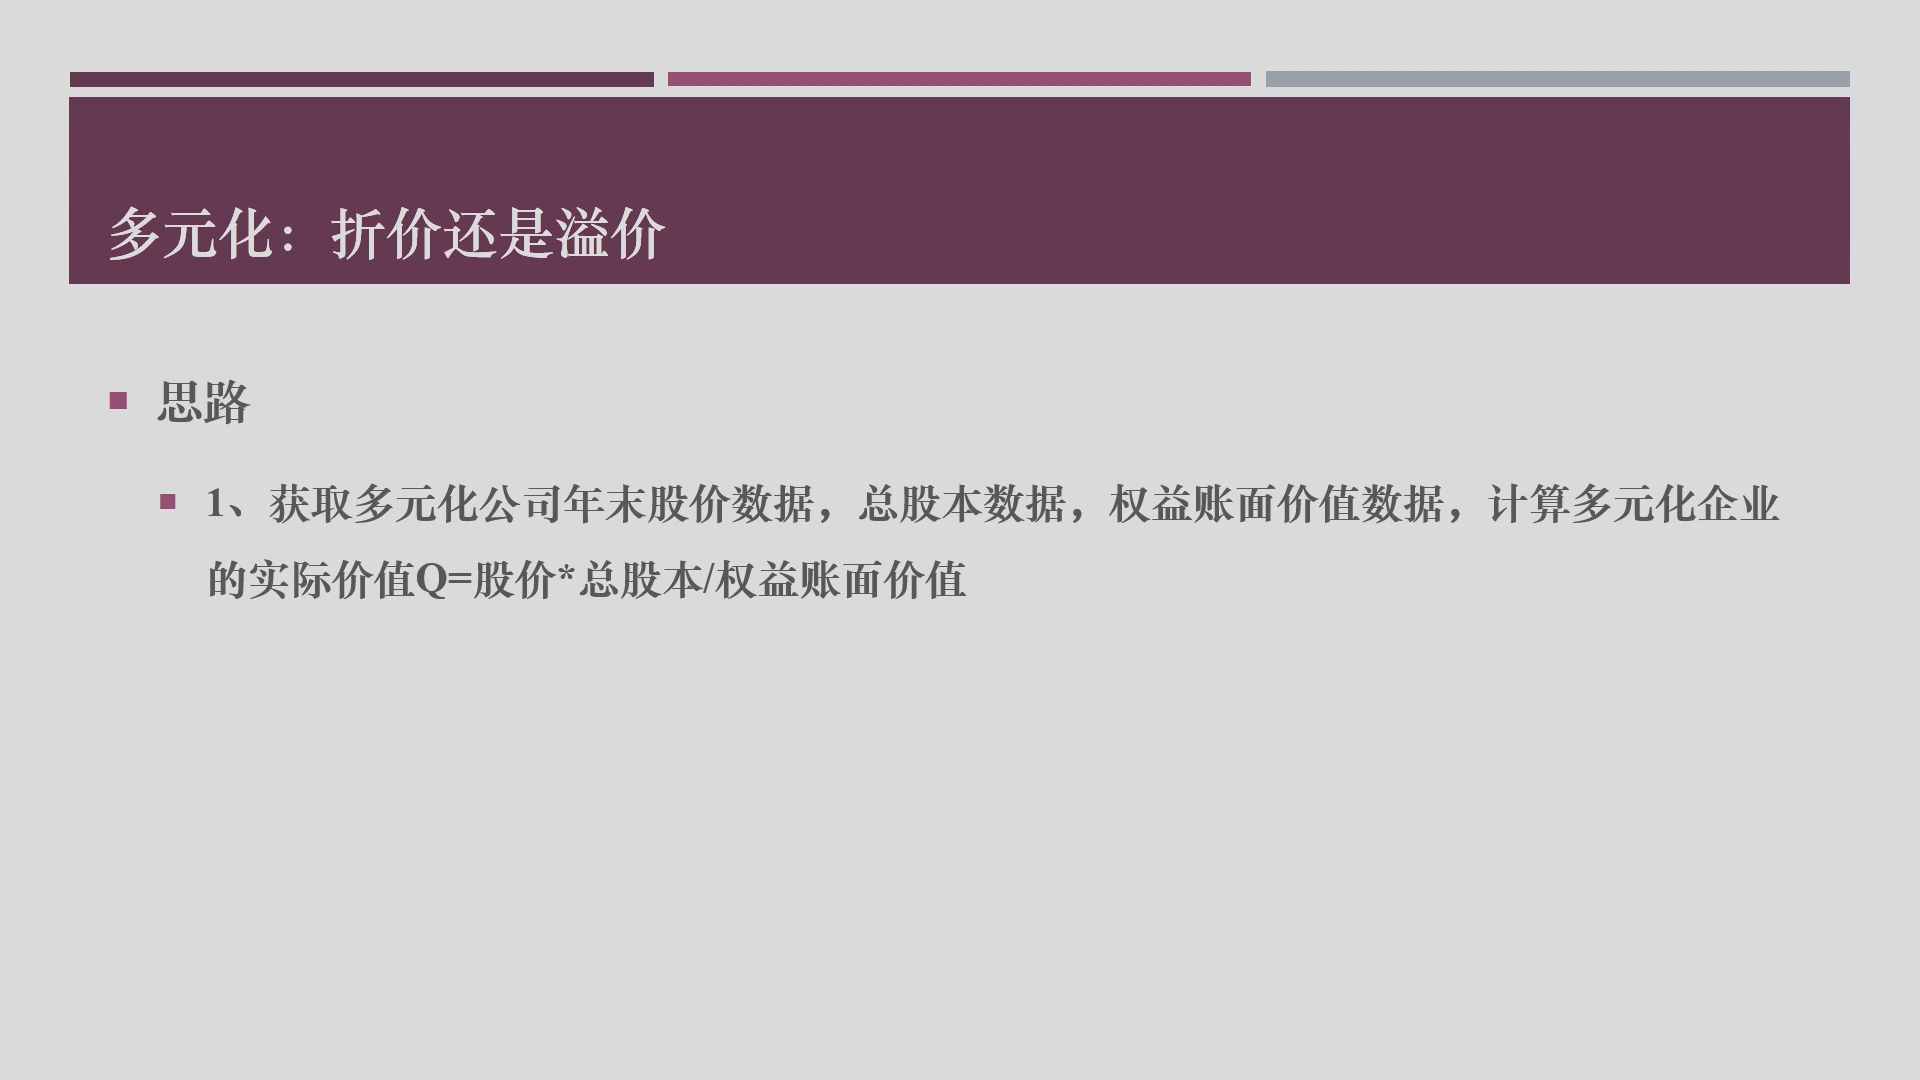 多元化：折价还是溢价
思路
1、获取多元化公司年末股价数据，总股本数据，权益账面价值数据，计算多元化企业
的实际价值Q=股价*总股本/权益账面价值